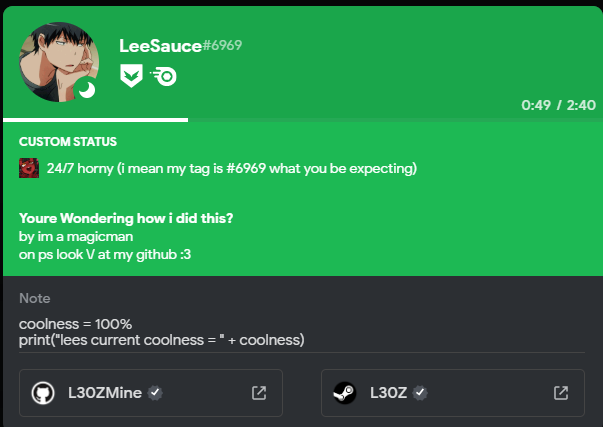 LeeSauce#6969
0:49 / 2:40
CUSTOM STATUS
24/7 horny (i mean my tag is #6969 what you be expecting)
Youre Wondering how i did this?
by im a magicman
on ps look \/ at my github :3
Note
coolness = 100%
print("lees current coolness = " + coolness)
L30ZMine
L30Z